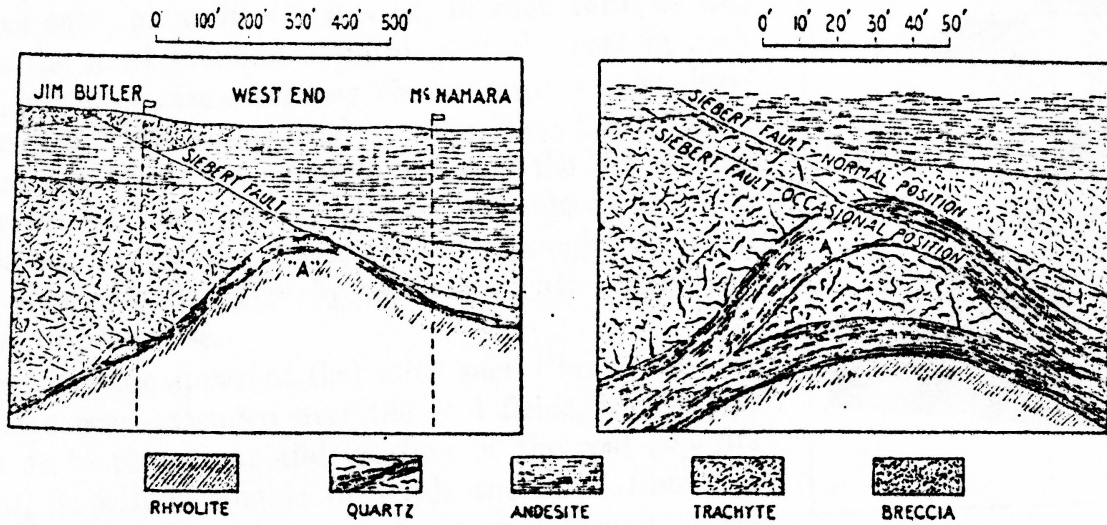 0' 100' 200' 300' 400' 500'
0' 10' 20' 30' 40' 50'
JIM BUTLER WEST END McNAMARA
SIEBERT FAULT
A
SIEBERT FAULT-NORMAL POSITION
SIEBERT FAULT-OCCASIONAL POSITION
A
RHYOLITE QUARTZ ANDESITE TRACHYTE BRECCIA